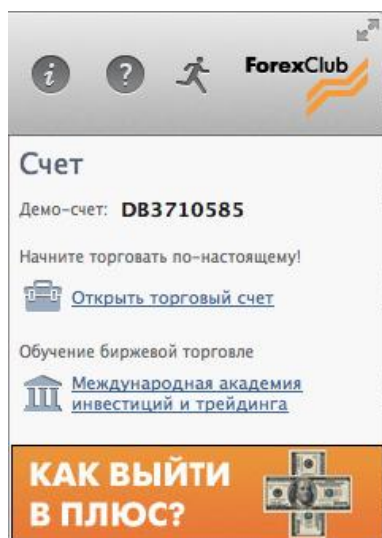 ForexClub
Счет
Демо-счет: DB3710585
Начните торговать по-настоящему!
Открыть торговый счет
Обучение биржевой торговле
Международная академия
инвестиций и трейдинга
КАК ВЫЙТИ
В ПЛЮС?